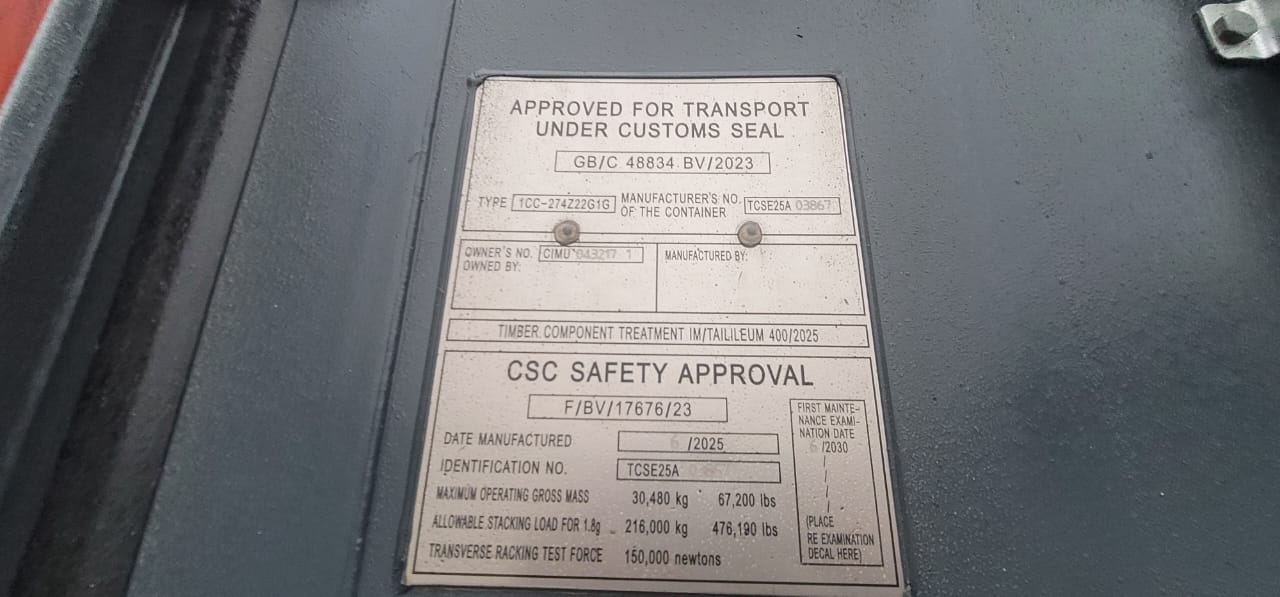 APPROVED FOR TRANSPORT
UNDER CUSTOMS SEAL
GB/C 48834 BV/2023
TYPE 1CC-274Z22G1G MANUFACTURER'S NO. OF THE CONTAINER TCSE25A 03867
OWNER'S NO. CIMU 043217 1
OWNED BY:
MANUFACTURED BY:
TIMBER COMPONENT TREATMENT IM/TAILILEUM 400/2025
CSC SAFETY APPROVAL
F/BV/17676/23
DATE MANUFACTURED 6 /2025
IDENTIFICATION NO. TCSE25A 03867
MAXIMUM OPERATING GROSS MASS 30,480 kg 67,200 lbs
ALLOWABLE STACKING LOAD FOR 1.8g 216,000 kg 476,190 lbs
TRANSVERSE RACKING TEST FORCE 150,000 newtons
FIRST MAINTE-
NANCE EXAMI-
NATION DATE
6 /2030
/
/
/
/
(PLACE
RE EXAMINATION
DECAL HERE)